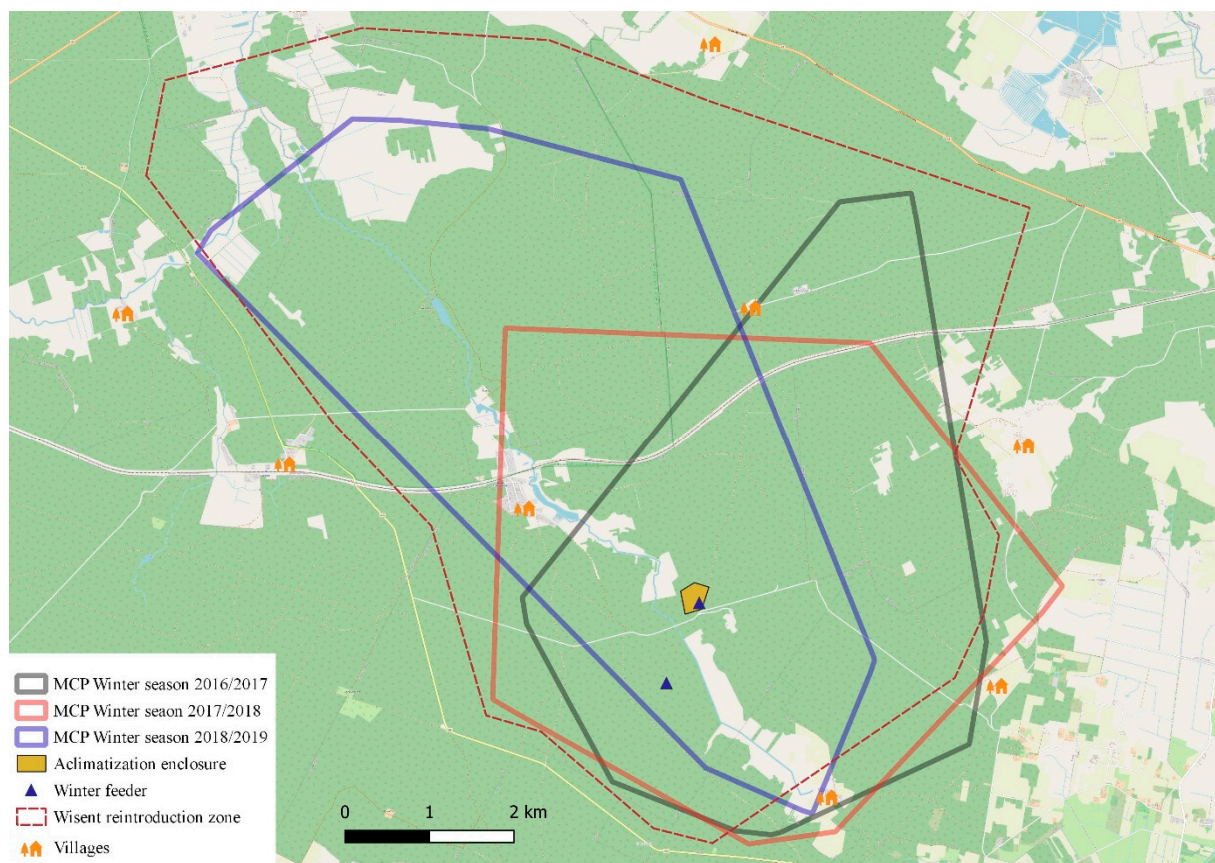 MCP Winter season 2016/2017
MCP Winter seaon 2017/2018
MCP Winter season 2018/2019
Aclimatization enclosure
Winter feeder
Wisent reintroduction zone
Villages
0 1 2 km